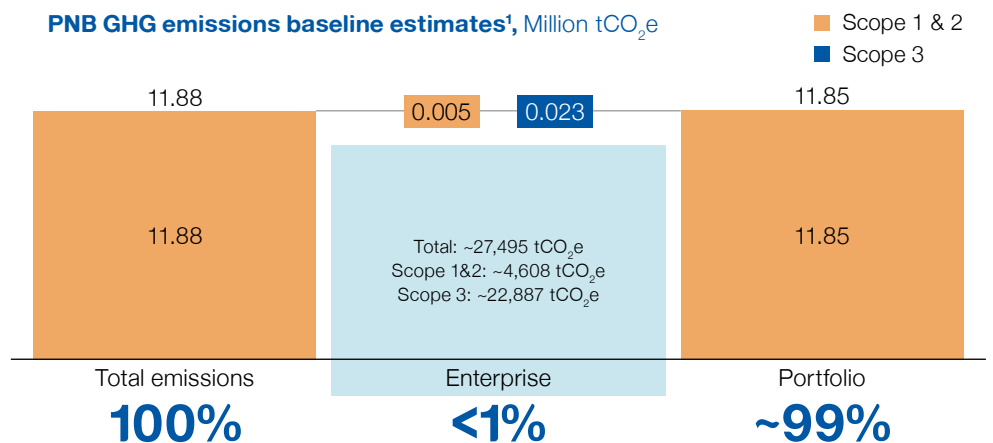 PNB GHG emissions baseline estimates¹, Million tCO₂e
Scope 1 & 2
Scope 3
11.88
0.005
0.023
11.85
11.88
11.85
Total: ~27,495 tCO₂e
Scope 1&2: ~4,608 tCO₂e
Scope 3: ~22,887 tCO₂e
Total emissions
Enterprise
Portfolio
100%
<1%
~99%